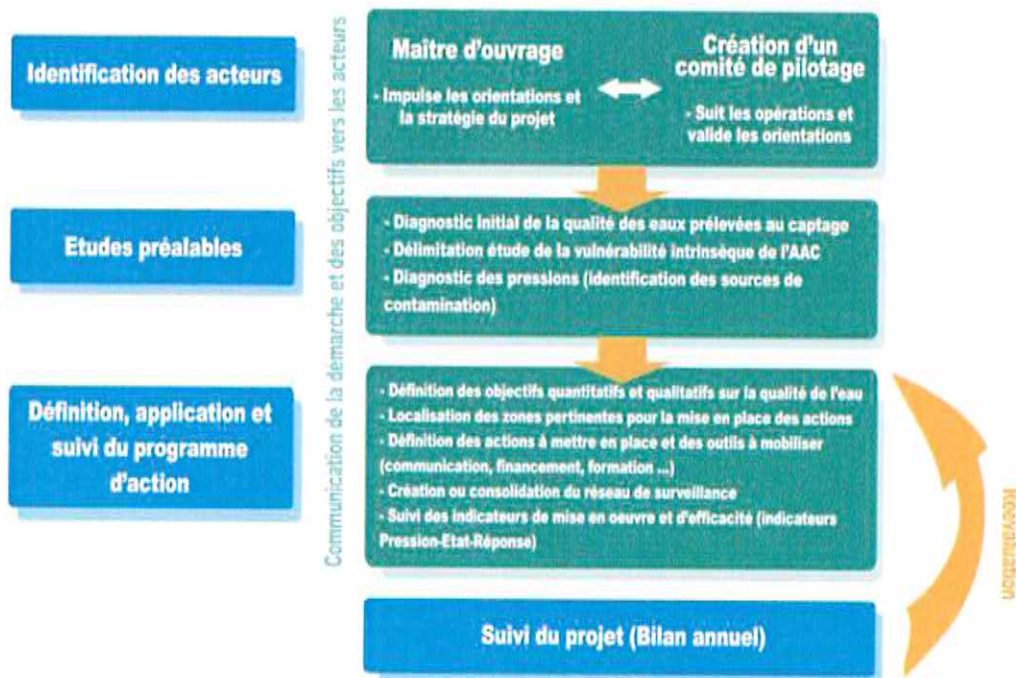 Identification des acteurs
Communication de la démarche et des objectifs vers les acteurs
Maître d'ouvrage
- Impulse les orientations et
la stratégie du projet
Création d'un
comité de pilotage
- Suit les opérations et
valide les orientations
Etudes préalables
- Diagnostic initial de la qualité des eaux prélevées au captage
- Délimitation étude de la vulnérabilité intrinsèque de l'AAC
- Diagnostic des pressions (identification des sources de
contamination)
Définition, application et
suivi du programme
d'action
- Définition des objectifs quantitatifs et qualitatifs sur la qualité de l'eau
- Localisation des zones pertinentes pour la mise en place des actions
- Définition des actions à mettre en place et des outils à mobiliser
(communication, financement, formation ...)
- Création ou consolidation du réseau de surveillance
- Suivi des indicateurs de mise en oeuvre et d'efficacité (indicateurs
Pression-Etat-Réponse)
Réévaluation
Suivi du projet (Bilan annuel)